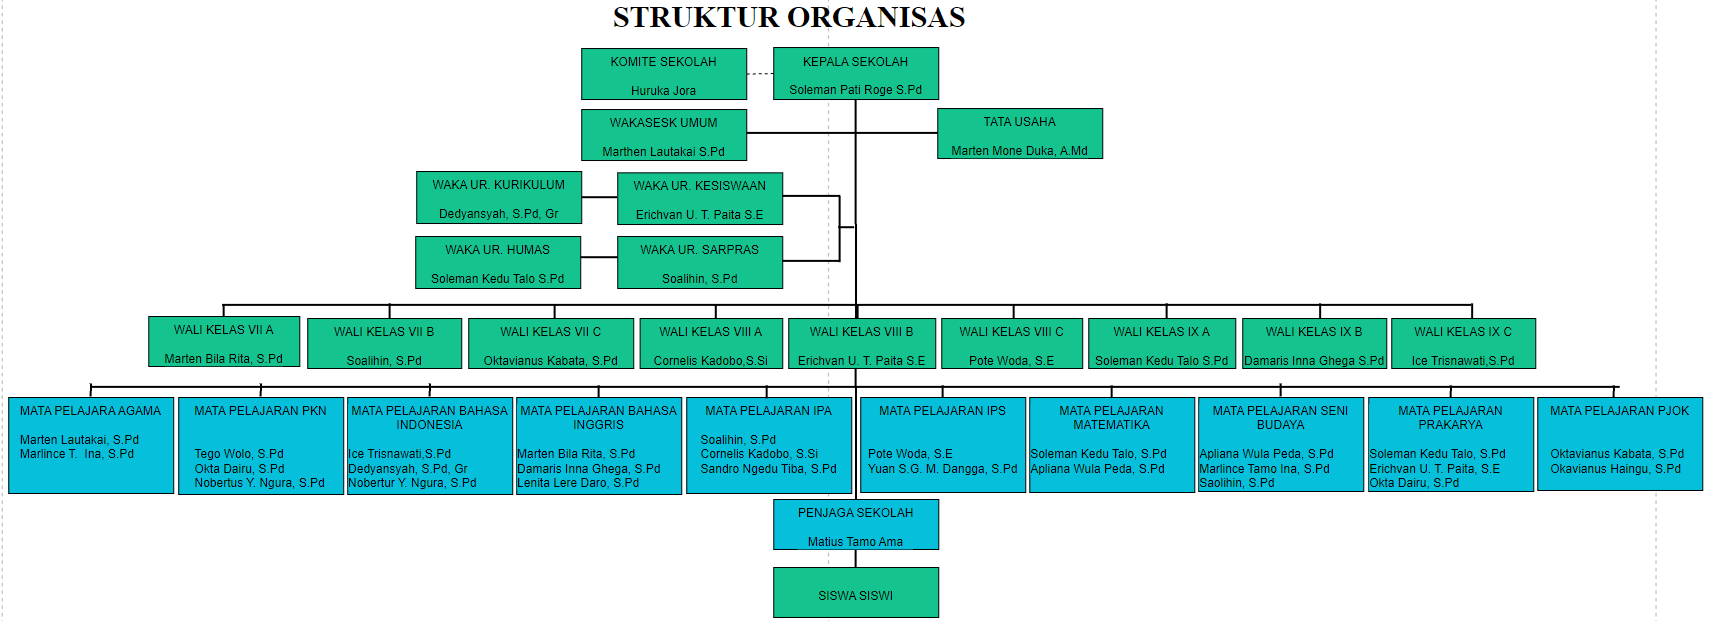 STRUKTUR ORGANISAS
KOMITE SEKOLAH
Huruka Jora
KEPALA SEKOLAH
Soleman Pati Roge S.Pd
WAKASESK UMUM
Marthen Lautakai S.Pd
TATA USAHA
Marten Mone Duka, A.Md
WAKA UR. KURIKULUM
Dedyansyah, S.Pd, Gr
WAKA UR. KESISWAAN
Erichvan U. T. Paita S.E
WAKA UR. HUMAS
Soleman Kedu Talo S.Pd
WAKA UR. SARPRAS
Soalihin, S.Pd
WALI KELAS VII A
Marten Bila Rita, S.Pd
WALI KELAS VII B
Soalihin, S.Pd
WALI KELAS VII C
Oktavianus Kabata, S.Pd
WALI KELAS VIII A
Cornelis Kadobo,S.Si
WALI KELAS VIII B
Erichvan U. T. Paita S.E
WALI KELAS VIII C
Pote Woda, S.E
WALI KELAS IX A
Soleman Kedu Talo S.Pd
WALI KELAS IX B
Damaris Inna Ghega S.Pd
WALI KELAS IX C
Ice Trisnawati,S.Pd
MATA PELAJARA AGAMA
Marten Lautakai, S.Pd
Marlince T. Ina, S.Pd
MATA PELAJARAN PKN
Tego Wolo, S.Pd
Okta Dairu, S.Pd
Nobertus Y. Ngura, S.Pd
MATA PELAJARAN BAHASA
INDONESIA
Ice Trisnawati,S.Pd
Dedyansyah, S.Pd, Gr
Nobertur Y. Ngura, S.Pd
MATA PELAJARAN BAHASA
INGGRIS
Marten Bila Rita, S.Pd
Damaris Inna Ghega, S.Pd
Lenita Lere Daro, S.Pd
MATA PELAJARAN IPA
Soalihin, S.Pd
Cornelis Kadobo, S.Si
Sandro Ngedu Tiba, S.Pd
MATA PELAJARAN IPS
Pote Woda, S.E
Yuan S.G. M. Dangga, S.Pd
MATA PELAJARAN
MATEMATIKA
Soleman Kedu Talo, S.Pd
Apliana Wula Peda, S.Pd
MATA PELAJARAN SENI
BUDAYA
Apliana Wula Peda, S.Pd
Marlince Tamo Ina, S.Pd
Saolihin, S.Pd
MATA PELAJARAN
PRAKARYA
Soleman Kedu Talo, S.Pd
Erichvan U. T. Paita, S.E
Okta Dairu, S.Pd
MATA PELAJARAN PJOK
Oktavianus Kabata, S.Pd
Okavianus Haingu, S.Pd
PENJAGA SEKOLAH
Matius Tamo Ama
SISWA SISWI